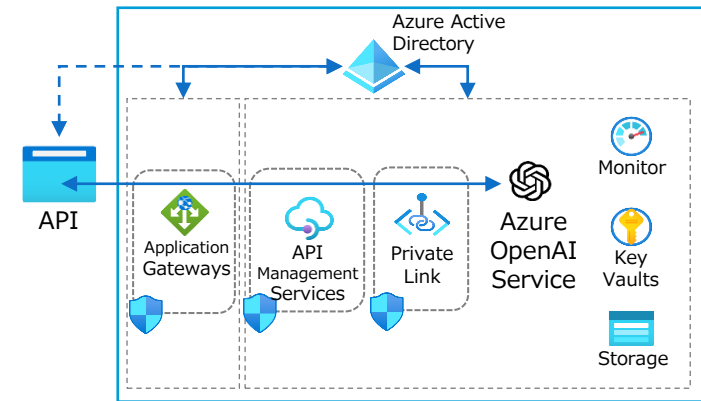 Azure Active
Directory
API
Application
Gateways
API
Management
Services
Private
Link
Azure
OpenAI
Service
Monitor
Key
Vaults
Storage